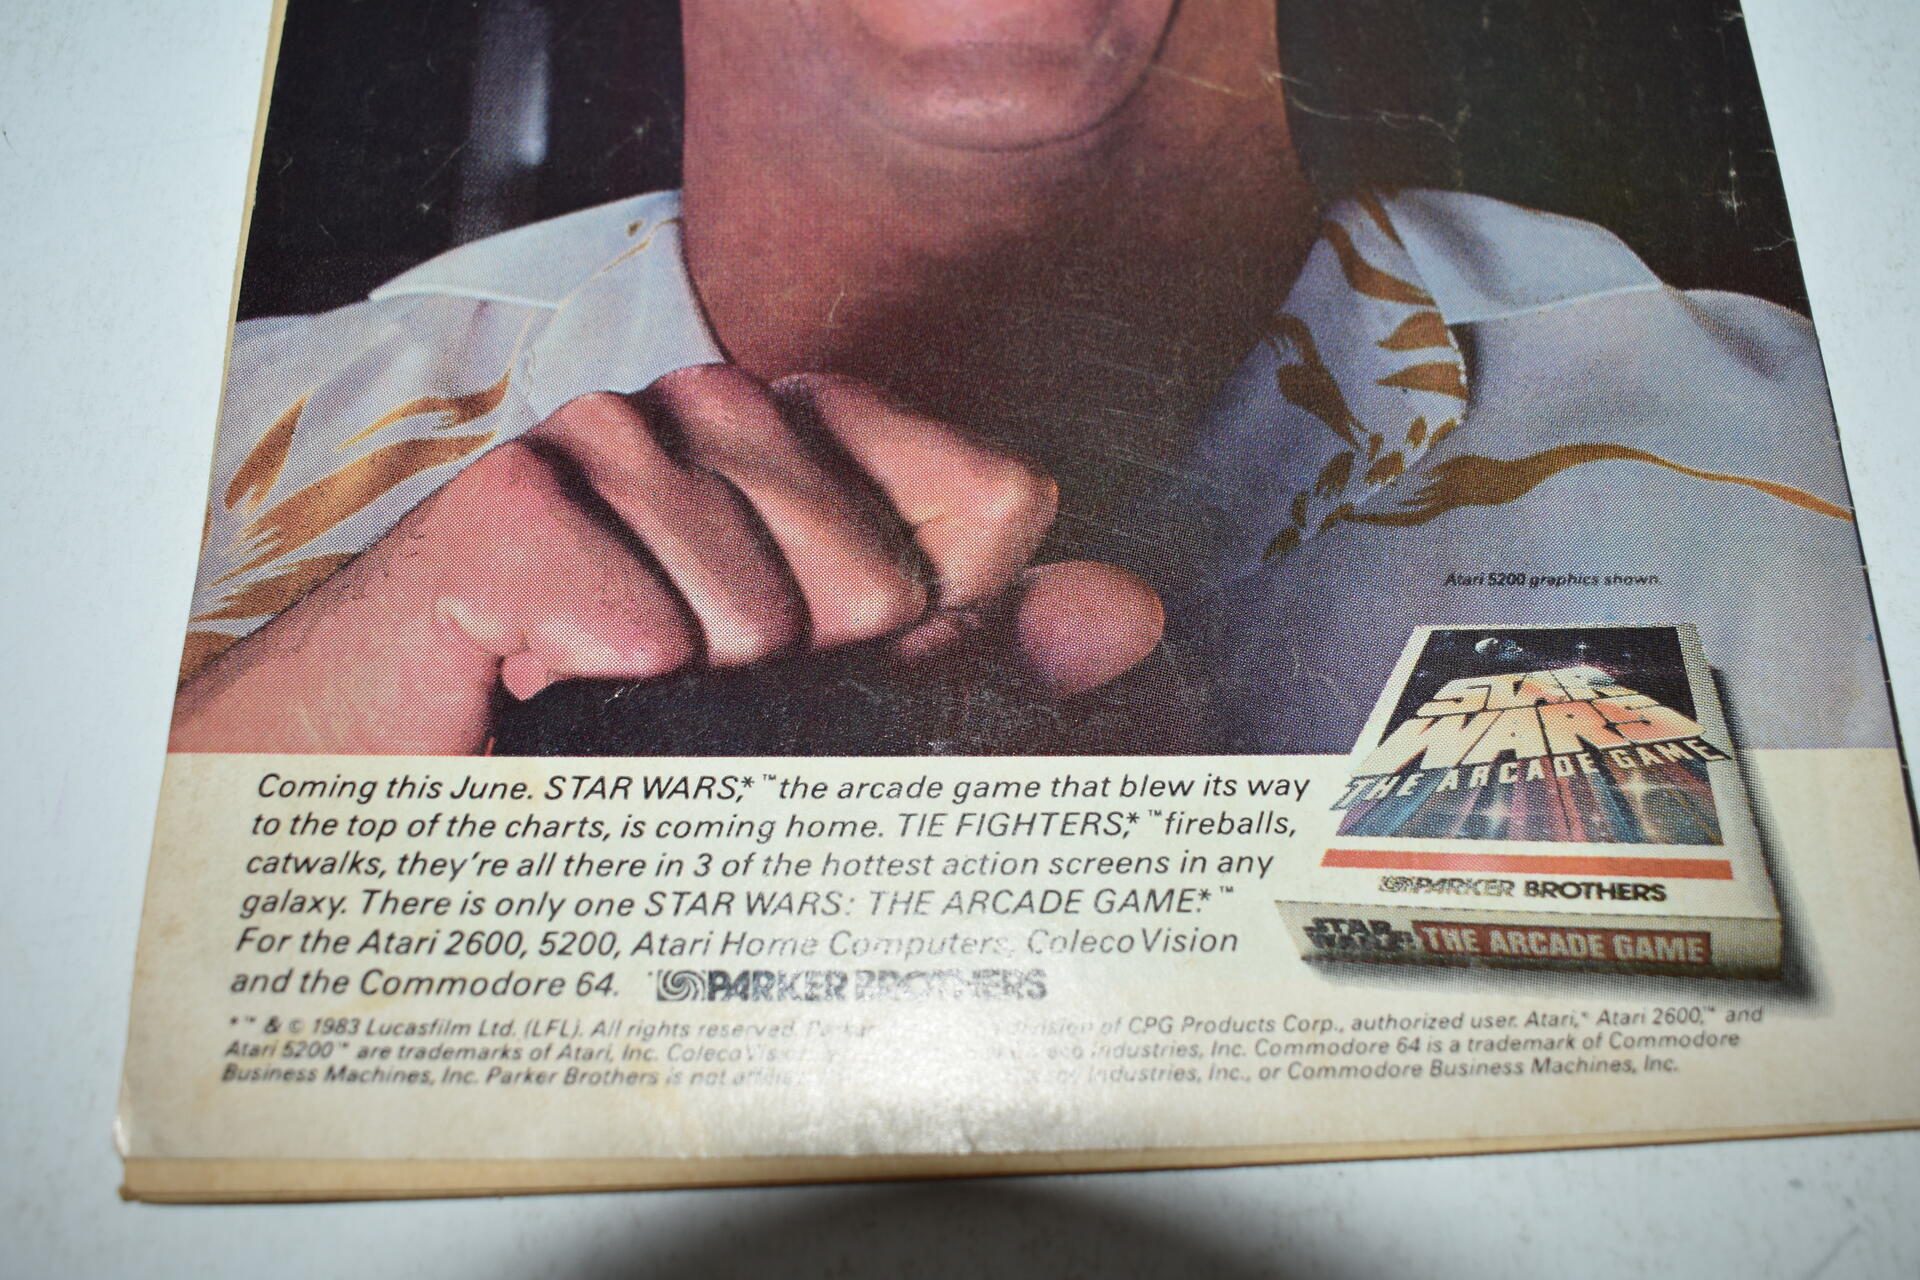 Atari 5200 graphics shown.
STAR
WARS
THE ARCADE GAME
PARKER BROTHERS
STAR
WARS
THE ARCADE GAME
Coming this June. STAR WARS,*™ the arcade game that blew its way
to the top of the charts, is coming home. TIE FIGHTERS,*™ fireballs,
catwalks, they're all there in 3 of the hottest action screens in any
galaxy. There is only one STAR WARS: THE ARCADE GAME.*™
For the Atari 2600, 5200, Atari Home Computers, ColecoVision
and the Commodore 64. PARKER BROTHERS
*™ & © 1983 Lucasfilm Ltd. (LFL). All rights reserved. of CPG Products Corp., authorized user. Atari,® Atari 2600,™ and
Atari 5200™ are trademarks of Atari, Inc. Industries, Inc. Commodore 64 is a trademark of Commodore
Business Machines, Inc. Parker Brothers is not Industries, Inc., or Commodore Business Machines, Inc.